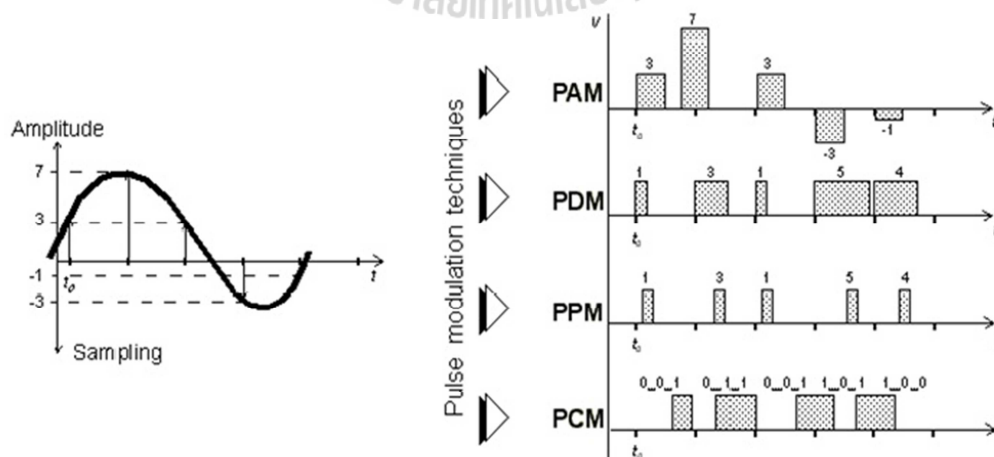 Amplitude
7
3
-1
-3
t₀
t
Sampling
Pulse modulation techniques
V
PAM
3
7
3
-3
-1
t₀
t
PDM
1
3
1
5
4
t₀
t
PPM
1
3
1
5
4
t₀
PCM
0_0_1
0_1_1
0_0_1
1_0_1
1_0_0
t₀